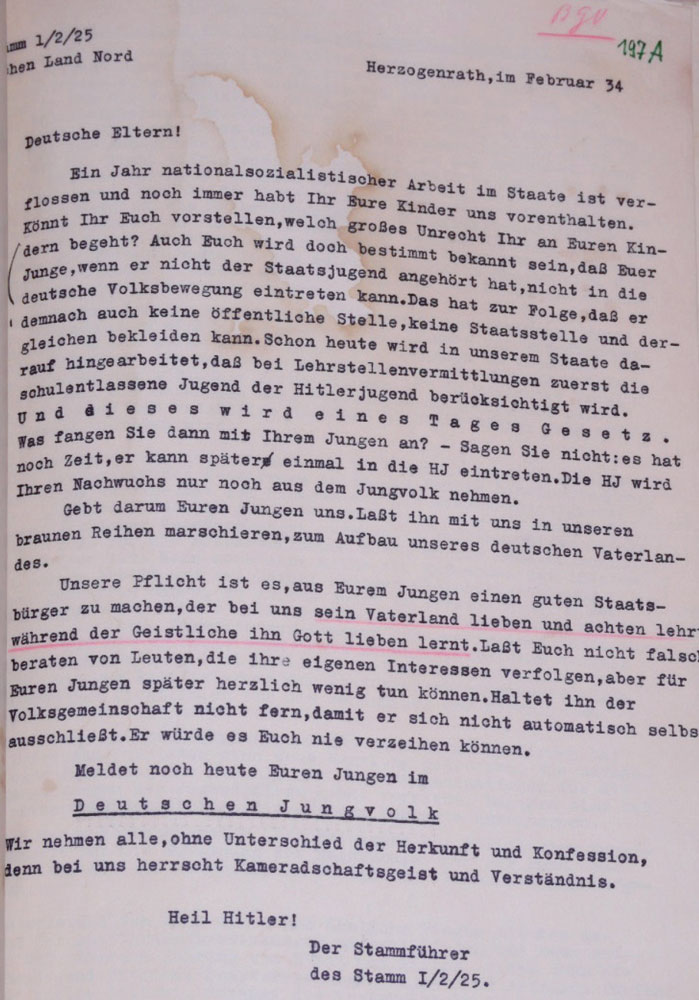 BGV
197A
amm 1/2/25
chen Land Nord
Herzogenrath,im Februar 34
Deutsche Eltern!
Ein Jahr nationalsozialistischer Arbeit im Staate ist ver-
flossen und noch immer habt Ihr Eure Kinder uns vorenthalten.
Könnt Ihr Euch vorstellen,welch großes Unrecht Ihr an Euren Kin-
dern begeht? Auch Euch wird doch bestimmt bekannt sein,daß Euer
Junge,wenn er nicht der Staatsjugend angehört hat,nicht in die
deutsche Volksbewegung eintreten kann.Das hat zur Folge,daß er
demnach auch keine öffentliche Stelle,keine Staatsstelle und der-
gleichen bekleiden kann.Schon heute wird in unserem Staate da-
rauf hingearbeitet,daß bei Lehrstellenvermittlungen zuerst die
schulentlassene Jugend der Hitlerjugend berücksichtigt wird.
U n d  d i e s e s  w i r d  e i n e s  T a g e s  G e s e t z .
Was fangen Sie dann mit Ihrem Jungen an? - Sagen Sie nicht:es hat
noch Zeit,er kann später einmal in die HJ eintreten.Die HJ wird
Ihren Nachwuchs nur noch aus dem Jungvolk nehmen.
Gebt darum Euren Jungen uns.Laßt ihn mit uns in unseren
braunen Reihen marschieren,zum Aufbau unseres deutschen Vaterlan-
des.
Unsere Pflicht ist es,aus Eurem Jungen einen guten Staats-
bürger zu machen,der bei uns sein Vaterland lieben und achten lehrt
während der Geistliche ihn Gott lieben lernt.Laßt Euch nicht falsc
beraten von Leuten,die ihre eigenen Interessen verfolgen,aber für
Euren Jungen später herzlich wenig tun können.Haltet ihn der
Volksgemeinschaft nicht fern,damit er sich nicht automatisch selbs
ausschließt.Er würde es Euch nie verzeihen können.
Meldet noch heute Euren Jungen im
D e u t s c h e n  J u n g v o l k
Wir nehmen alle,ohne Unterschied der Herkunft und Konfession,
denn bei uns herrscht Kameradschaftsgeist und Verständnis.
Heil Hitler!
Der Stammführer
des Stamm I/2/25.